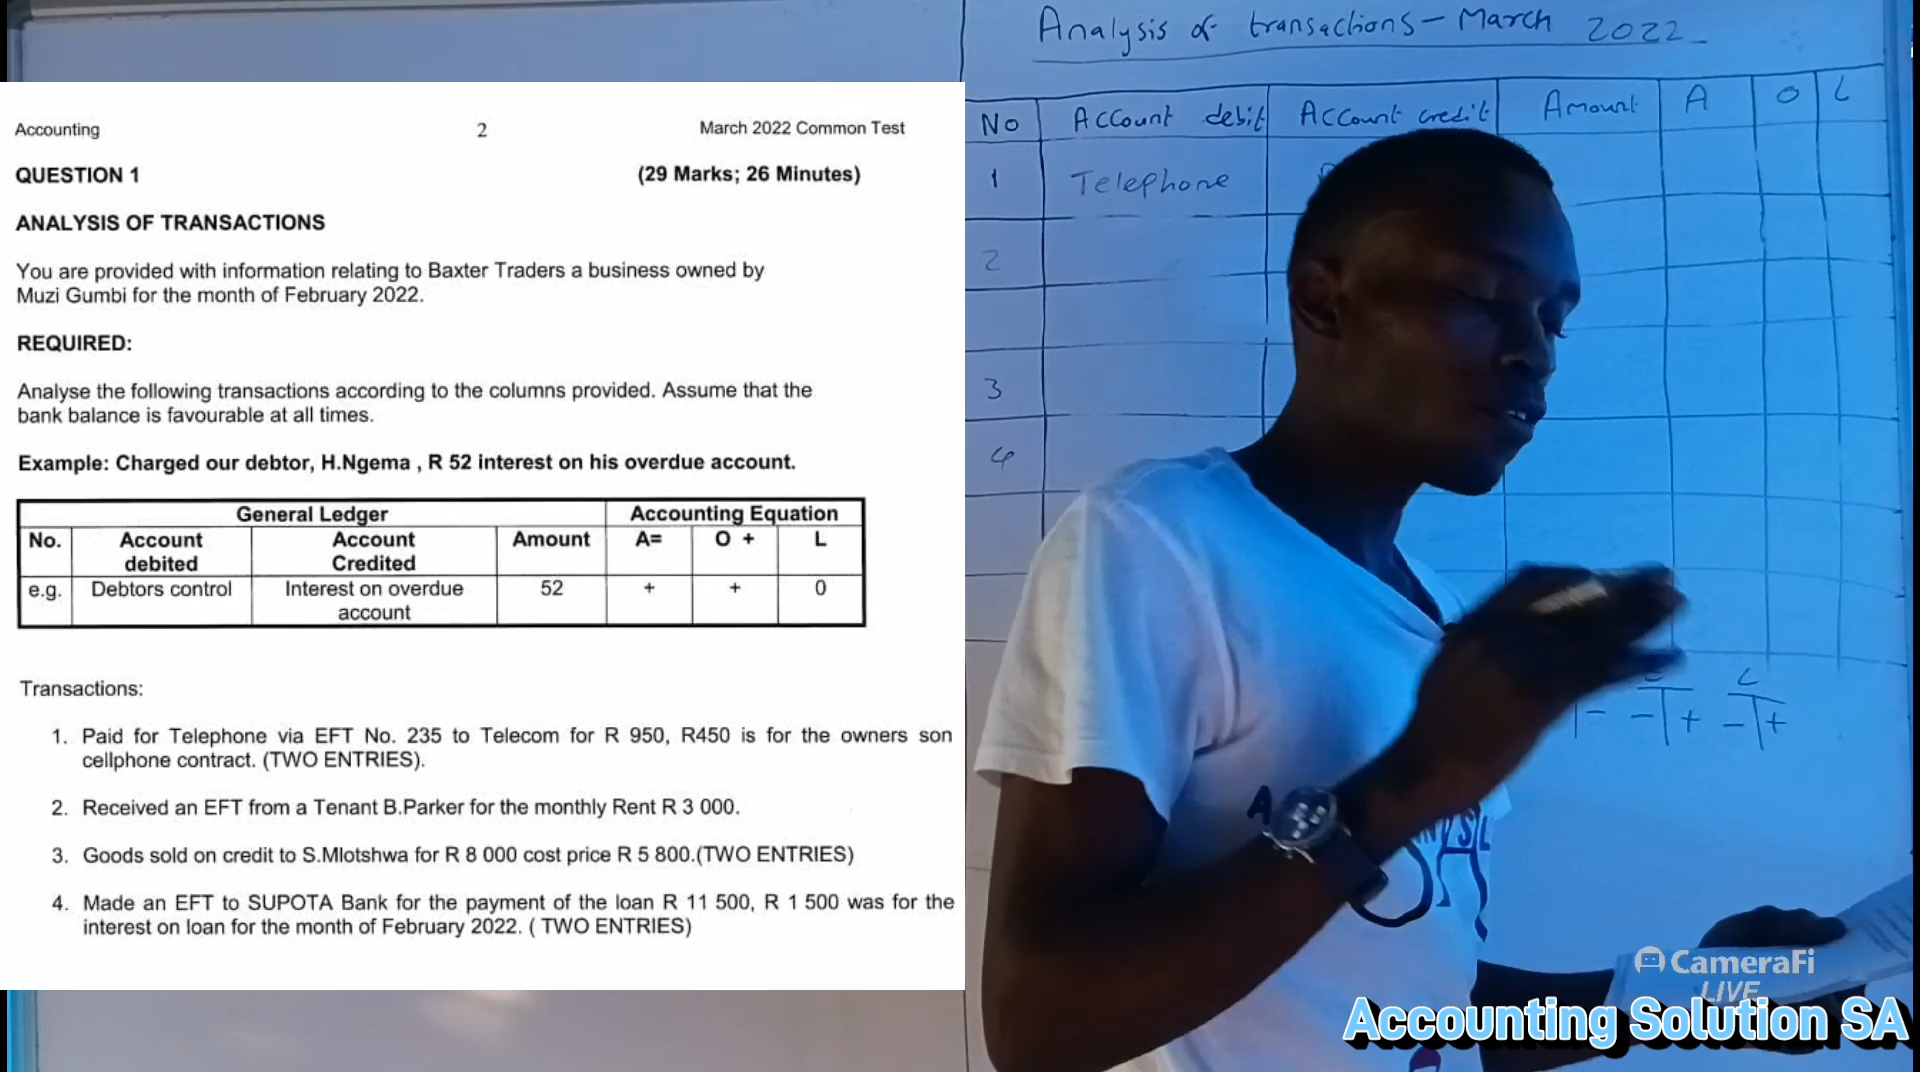 Accounting 2 March 2022 Common Test
QUESTION 1 (29 Marks; 26 Minutes)
ANALYSIS OF TRANSACTIONS
You are provided with information relating to Baxter Traders a business owned by
Muzi Gumbi for the month of February 2022.
REQUIRED:
Analyse the following transactions according to the columns provided. Assume that the
bank balance is favourable at all times.
Example: Charged our debtor, H.Ngema , R 52 interest on his overdue account.
General Ledger Accounting Equation
No. Account debited Account Credited Amount A= O + L
e.g. Debtors control Interest on overdue account 52 + + 0
Transactions:
1. Paid for Telephone via EFT No. 235 to Telecom for R 950, R450 is for the owners son
cellphone contract. (TWO ENTRIES).
2. Received an EFT from a Tenant B.Parker for the monthly Rent R 3 000.
3. Goods sold on credit to S.Mlotshwa for R 8 000 cost price R 5 800.(TWO ENTRIES)
4. Made an EFT to SUPOTA Bank for the payment of the loan R 11 500, R 1 500 was for the
interest on loan for the month of February 2022. ( TWO ENTRIES)
Analysis of transactions – March 2022
No Account debit Account credit Amount A O L
1 Telephone
2
3
4
L
- - + - +
CameraFi
LIVE
Accounting Solution SA